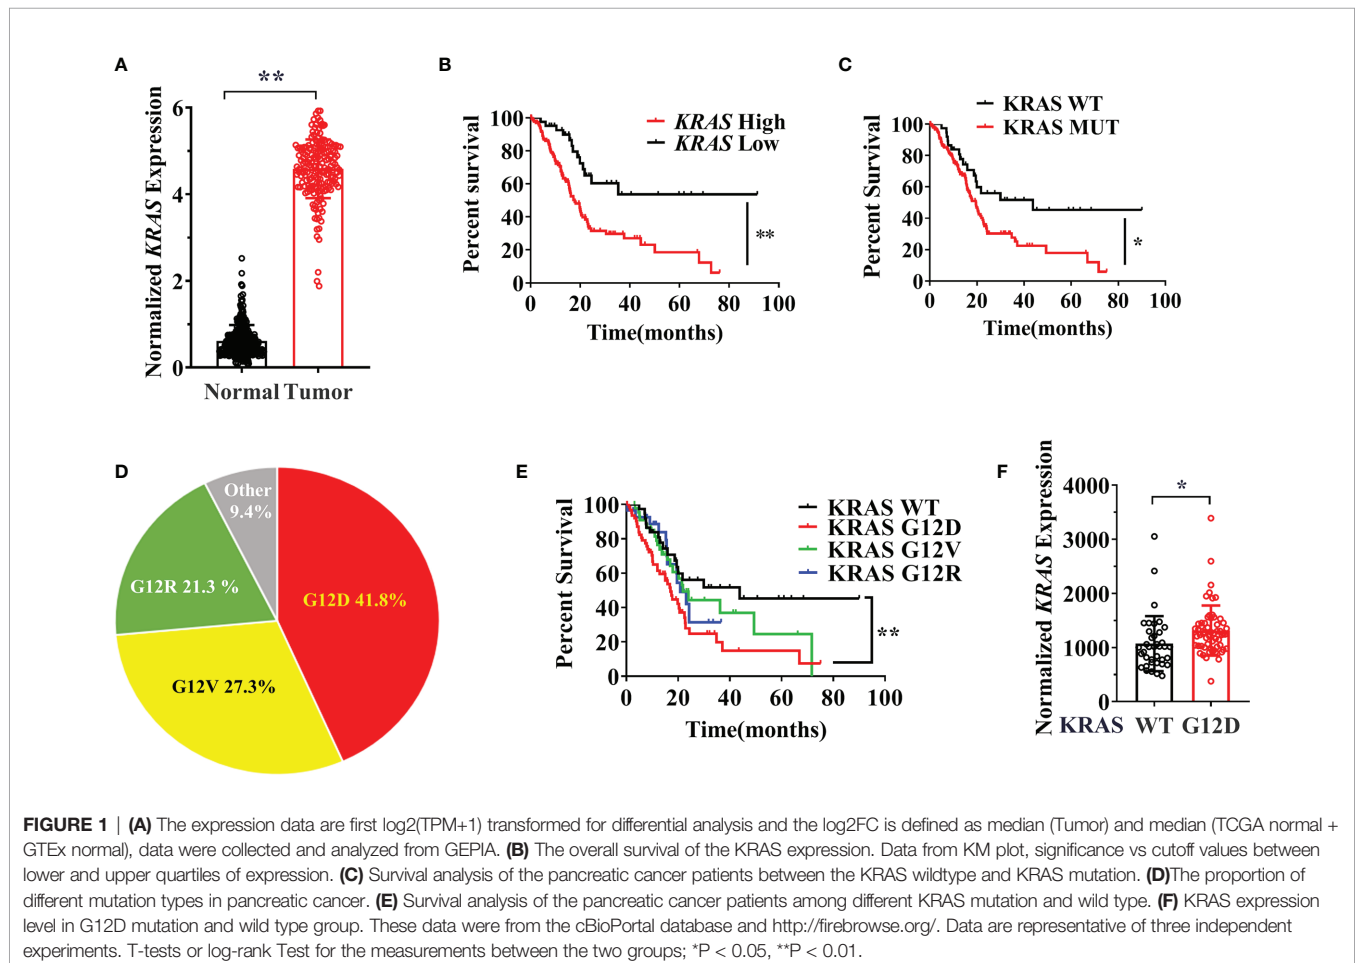 A
**
Normalized KRAS Expression
6
4
2
0
Normal Tumor
B
Percent survival
100
80
60
40
20
0
KRAS High
KRAS Low
**
0 20 40 60 80 100
Time(months)
C
KRAS WT
KRAS MUT
Percent Survival
100
80
60
40
20
0
*
0 20 40 60 80 100
Time(months)
D
Other
9.4%
G12R 21.3 %
G12D 41.8%
G12V 27.3%
E
Percent Survival
100
80
60
40
20
0
KRAS WT
KRAS G12D
KRAS G12V
KRAS G12R
**
0 20 40 60 80 100
Time(months)
F
Normalized KRAS Expression
*
4000
3000
2000
1000
0
KRAS WT G12D
FIGURE 1 | (A) The expression data are first log2(TPM+1) transformed for differential analysis and the log2FC is defined as median (Tumor) and median (TCGA normal +
GTEx normal), data were collected and analyzed from GEPIA. (B) The overall survival of the KRAS expression. Data from KM plot, significance vs cutoff values between
lower and upper quartiles of expression. (C) Survival analysis of the pancreatic cancer patients between the KRAS wildtype and KRAS mutation. (D)The proportion of
different mutation types in pancreatic cancer. (E) Survival analysis of the pancreatic cancer patients among different KRAS mutation and wild type. (F) KRAS expression
level in G12D mutation and wild type group. These data were from the cBioPortal database and http://firebrowse.org/. Data are representative of three independent
experiments. T-tests or log-rank Test for the measurements between the two groups; *P < 0.05, **P < 0.01.